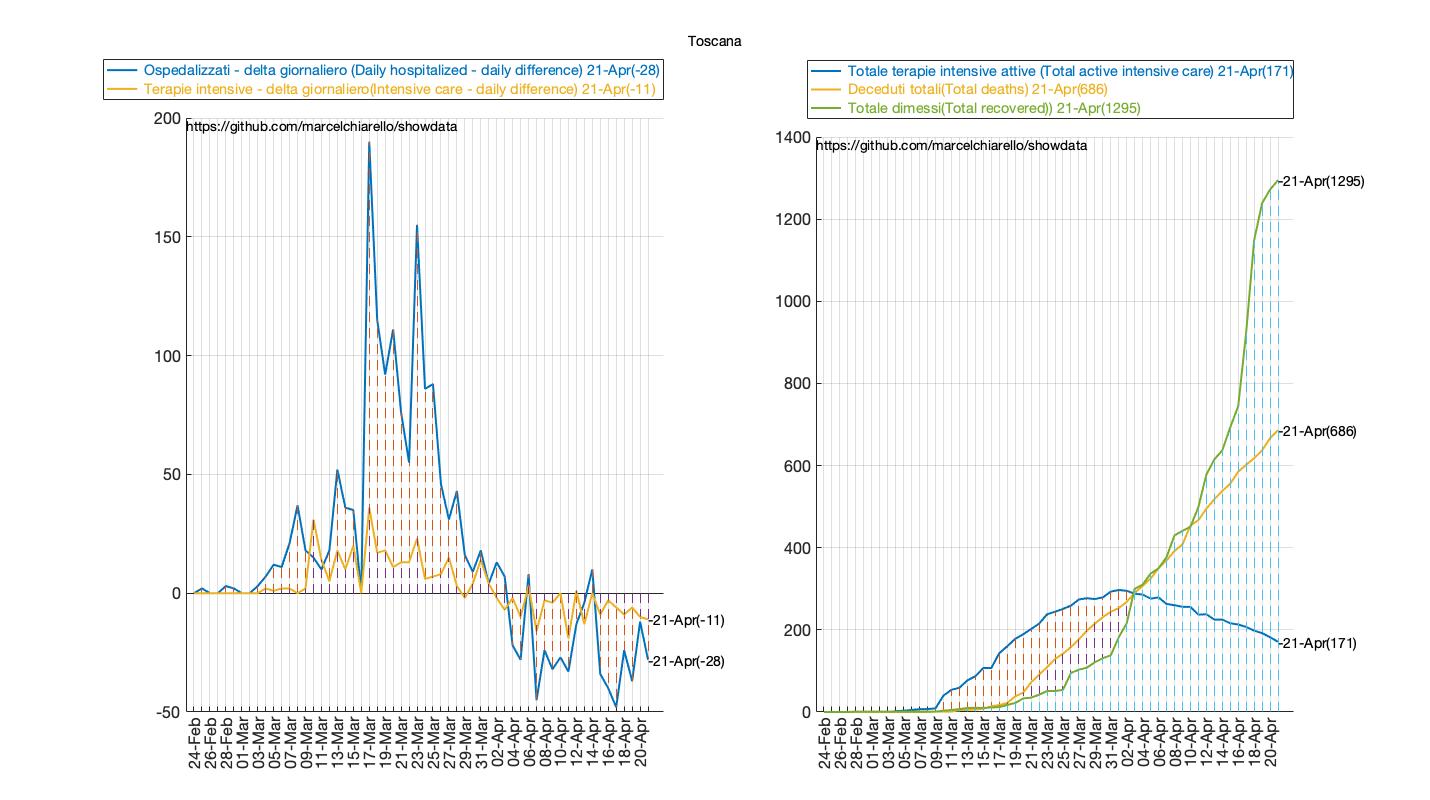 Toscana
Ospedalizzati - delta giornaliero (Daily hospitalized - daily difference) 21-Apr(-28)
Terapie intensive - delta giornaliero(Intensive care - daily difference) 21-Apr(-11)
https://github.com/marcelchiarello/showdata
200
150
100
50
0
-50
-21-Apr(-11)
-21-Apr(-28)
24-Feb
26-Feb
28-Feb
01-Mar
03-Mar
05-Mar
07-Mar
09-Mar
11-Mar
13-Mar
15-Mar
17-Mar
19-Mar
21-Mar
23-Mar
25-Mar
27-Mar
29-Mar
31-Mar
02-Apr
04-Apr
06-Apr
08-Apr
10-Apr
12-Apr
14-Apr
16-Apr
18-Apr
20-Apr
Totale terapie intensive attive (Total active intensive care) 21-Apr(171)
Deceduti totali(Total deaths) 21-Apr(686)
Totale dimessi(Total recovered)) 21-Apr(1295)
https://github.com/marcelchiarello/showdata
1400
1200
1000
800
600
400
200
0
-21-Apr(1295)
-21-Apr(686)
-21-Apr(171)
24-Feb
26-Feb
28-Feb
01-Mar
03-Mar
05-Mar
07-Mar
09-Mar
11-Mar
13-Mar
15-Mar
17-Mar
19-Mar
21-Mar
23-Mar
25-Mar
27-Mar
29-Mar
31-Mar
02-Apr
04-Apr
06-Apr
08-Apr
10-Apr
12-Apr
14-Apr
16-Apr
18-Apr
20-Apr